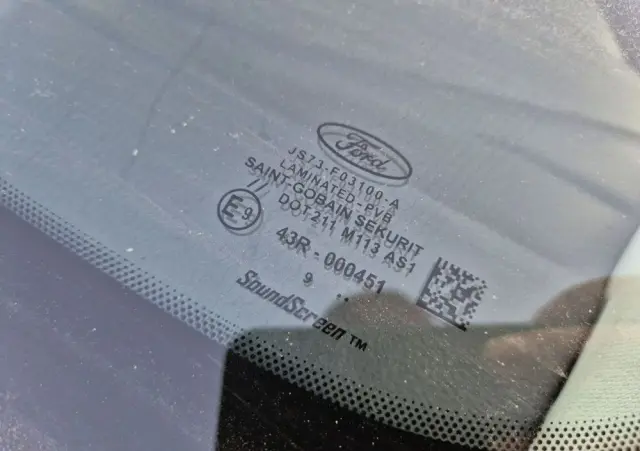 Ford
JS73-F03100-A
LAMINATED-PVB
SAINT-GOBAIN SEKURIT
/// DOT211 M113 AS1
E9
43R - 000451
9 ..
SoundScreen™